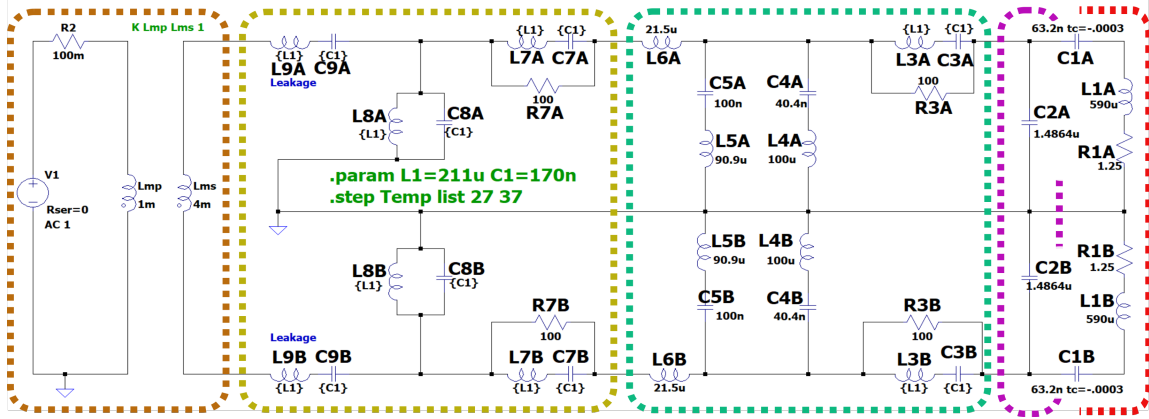 R2
100m
K Lmp Lms 1
V1
Rser=0
AC 1
Lmp
1m
Lms
4m
{L1} {C1}
L9A C9A
Leakage
{L1} {C1}
L7A C7A
100
R7A
L8A
{L1}
C8A
{C1}
.param L1=211u C1=170n
.step Temp list 27 37
L8B
{L1}
C8B
{C1}
Leakage
L9B C9B
{L1} {C1}
R7B
100
L7B C7B
{L1} {C1}
21.5u
L6A
C5A
100n
C4A
40.4n
L5A
90.9u
L4A
100u
{L1} {C1}
L3A C3A
100
R3A
L5B
90.9u
L4B
100u
C5B
100n
C4B
40.4n
L6B
21.5u
R3B
100
L3B C3B
{L1} {C1}
63.2n tc=-.0003
C1A
L1A
590u
C2A
1.4864u
R1A
1.25
R1B
1.25
C2B
1.4864u
L1B
590u
C1B
63.2n tc=-.0003